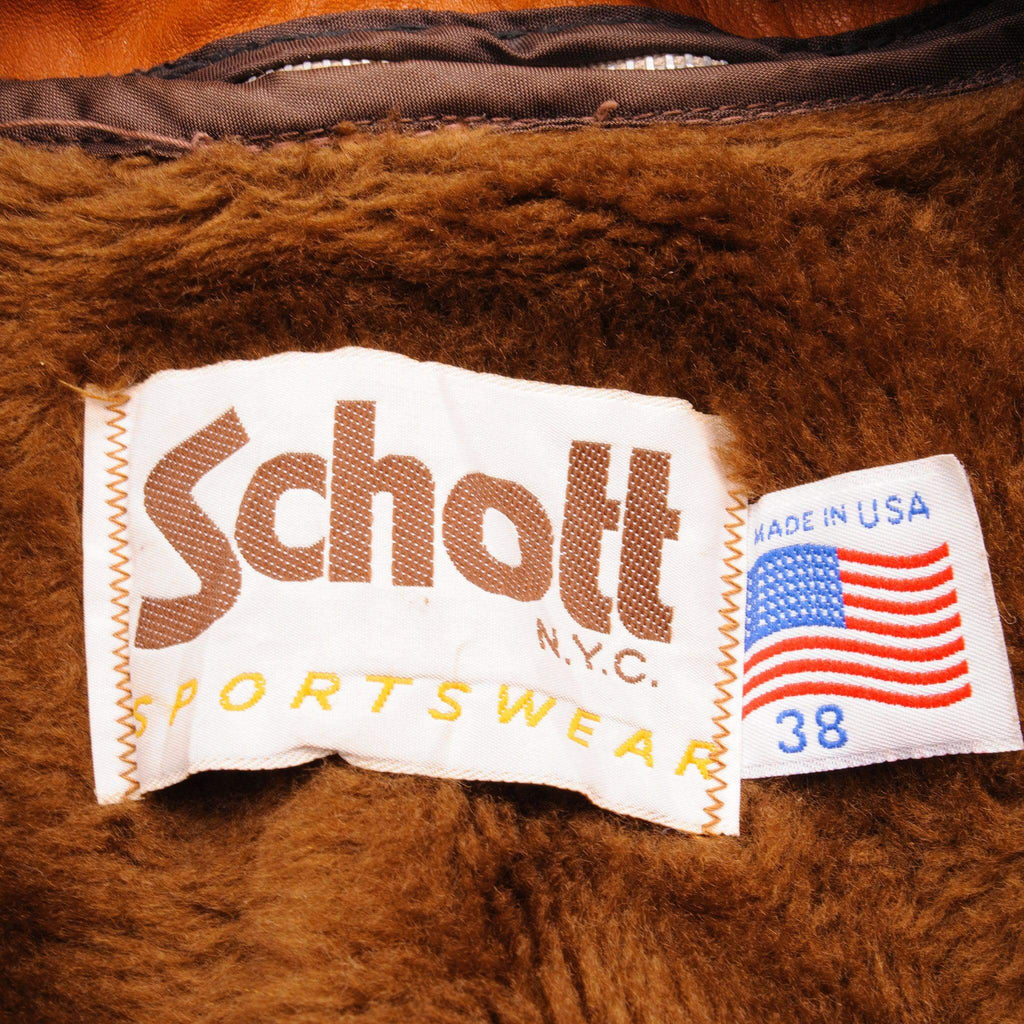 Schott
N.Y.C.
SPORTSWEAR
MADE IN USA
38